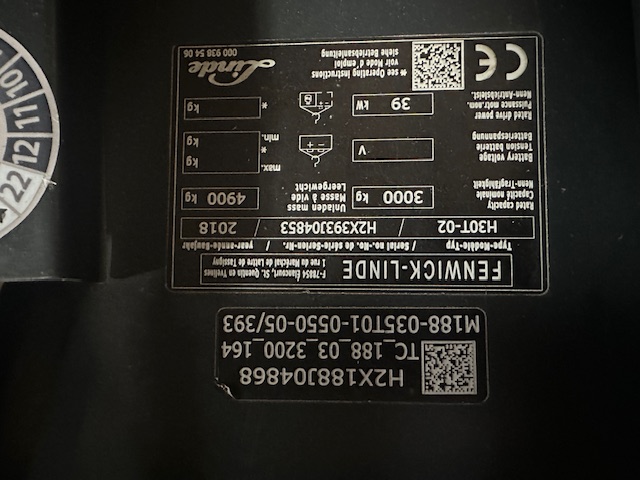 FENWICK-LINDE
1 rue du Maréchal de Lattre de Tassigny
F-78854 Élancourt, St. Quentin en Yvelines
Type-Modèle-Typ / Serial no.-No. de série-Serien-Nr. / year-année-Baujahr
H30T-02 / H2X393J04853 / 2018
Rated capacity
Capacité nominale
Nenn-Tragfähigkeit
3000 kg
Unladen mass
Masse à vide
Leergewicht
4900 kg
Battery voltage
Tension batterie
Batteriespannung
V
max. kg
min. kg
Rated drive power
Puissance motr.nom.
Nenn-Antriebsleist.
39 kW
* kg
CE
* see Operating Instructions
voir Mode d'emploi
siehe Betriebsanleitung
Linde
000 938 54 06
H2X188J04868
TC_188_03_3200_164
M188-035T01-0550-05/393
10
11
12
22